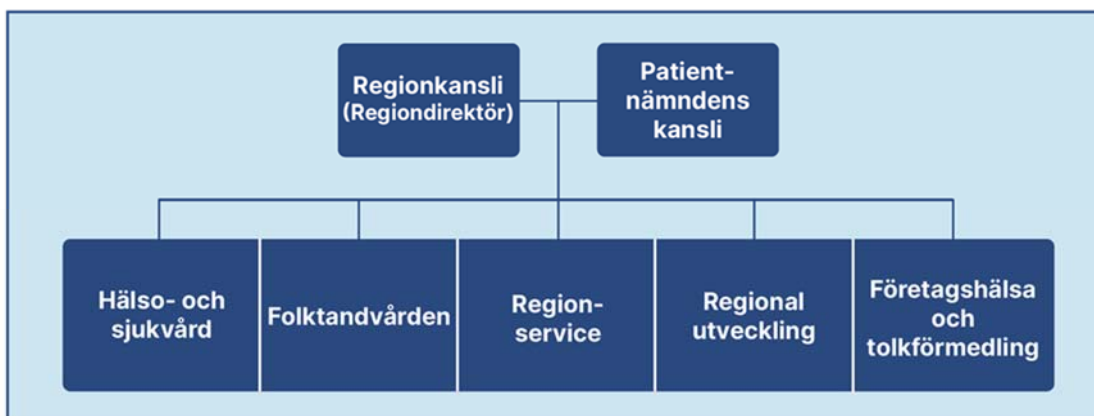 Regionkansli
(Regiondirektör)
Patient-
nämndens
kansli
Hälso- och
sjukvård
Folktandvården
Region-
service
Regional
utveckling
Företagshälsa
och
tolkförmedling